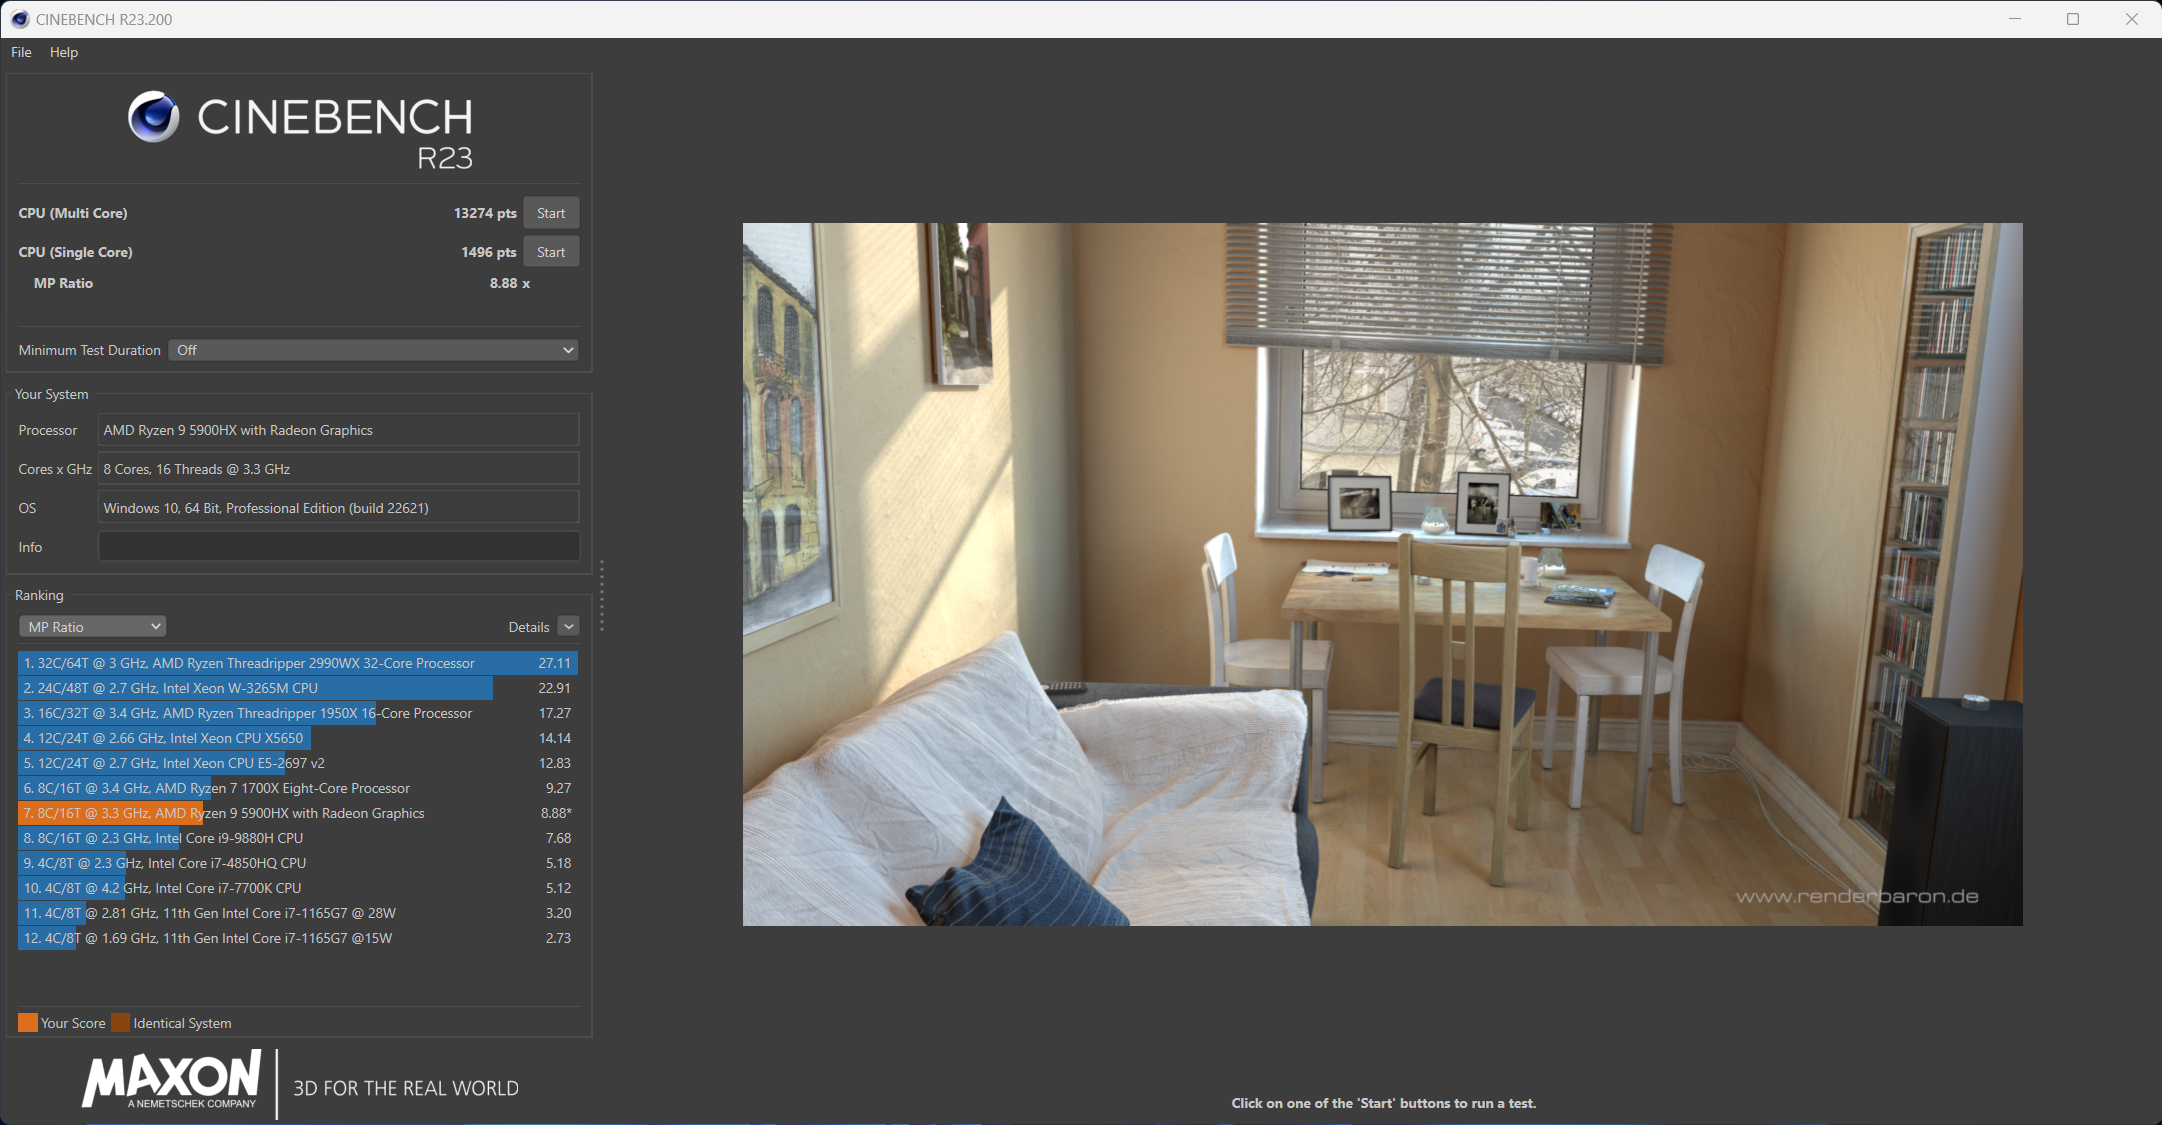 CINEBENCH R23.200
File Help
CINEBENCH
R23
CPU (Multi Core) 13274 pts Start
CPU (Single Core) 1496 pts Start
MP Ratio 8.88 x
Minimum Test Duration Off
Your System
Processor AMD Ryzen 9 5900HX with Radeon Graphics
Cores x GHz 8 Cores, 16 Threads @ 3.3 GHz
OS Windows 10, 64 Bit, Professional Edition (build 22621)
Info
Ranking
MP Ratio Details
1. 32C/64T @ 3 GHz, AMD Ryzen Threadripper 2990WX 32-Core Processor 27.11
2. 24C/48T @ 2.7 GHz, Intel Xeon W-3265M CPU 22.91
3. 16C/32T @ 3.4 GHz, AMD Ryzen Threadripper 1950X 16-Core Processor 17.27
4. 12C/24T @ 2.66 GHz, Intel Xeon CPU X5650 14.14
5. 12C/24T @ 2.7 GHz, Intel Xeon CPU E5-2697 v2 12.83
6. 8C/16T @ 3.4 GHz, AMD Ryzen 7 1700X Eight-Core Processor 9.27
7. 8C/16T @ 3.3 GHz, AMD Ryzen 9 5900HX with Radeon Graphics 8.88*
8. 8C/16T @ 2.3 GHz, Intel Core i9-9880H CPU 7.68
9. 4C/8T @ 2.3 GHz, Intel Core i7-4850HQ CPU 5.18
10. 4C/8T @ 4.2 GHz, Intel Core i7-7700K CPU 5.12
11. 4C/8T @ 2.81 GHz, 11th Gen Intel Core i7-1165G7 @ 28W 3.20
12. 4C/8T @ 1.69 GHz, 11th Gen Intel Core i7-1165G7 @15W 2.73
Your Score Identical System
MAXON
A NEMETSCHEK COMPANY
3D FOR THE REAL WORLD
www.renderbaron.de
Click on one of the 'Start' buttons to run a test.